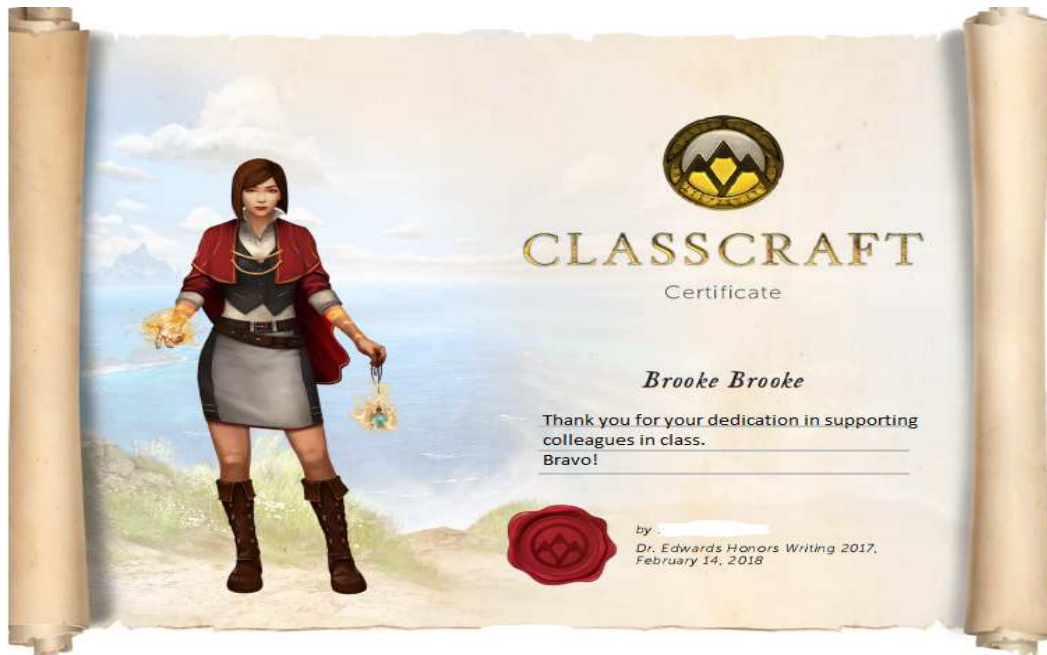 CLASSCRAFT
Certificate
Brooke Brooke
Thank you for your dedication in supporting
colleagues in class.
Bravo!
by
Dr. Edwards Honors Writing 2017,
February 14, 2018